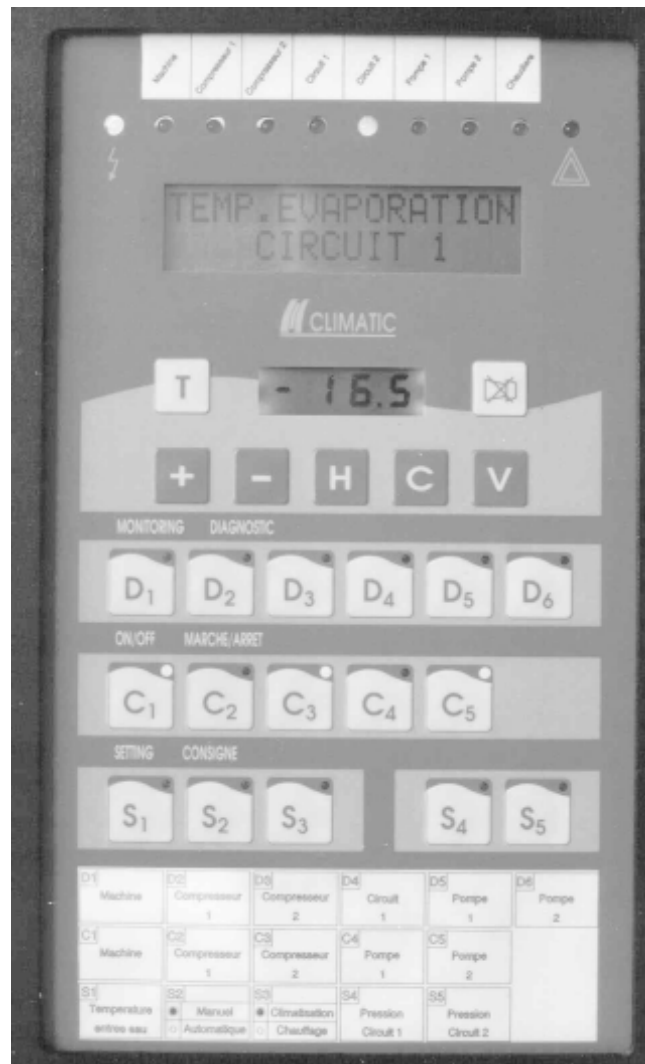 Machine
Compresseur 1
Compresseur 2
Circuit 1
Circuit 2
Pompe 1
Pompe 2
Chaudiere
TEMP.EVAPORATION
CIRCUIT 1
CLIMATIC
T
-16.5
+ - H C V
MONITORING DIAGNOSTIC
D1 D2 D3 D4 D5 D6
ON/OFF MARCHE/ARRET
C1 C2 C3 C4 C5
SETTING CONSIGNE
S1 S2 S3 S4 S5
D1 D2 D3 D4 D5 D6
Machine Compresseur Compresseur Circuit Pompe Pompe
1 2 1 1 2
C1 C2 C3 C4 C5
Machine Compresseur Compresseur Pompe Pompe
1 2 1 2
S1 S2 S3 S4 S5
Temperature Manuel Climatisation Pression Pression
entree eau Automatique Chauffage Circuit 1 Circuit 2